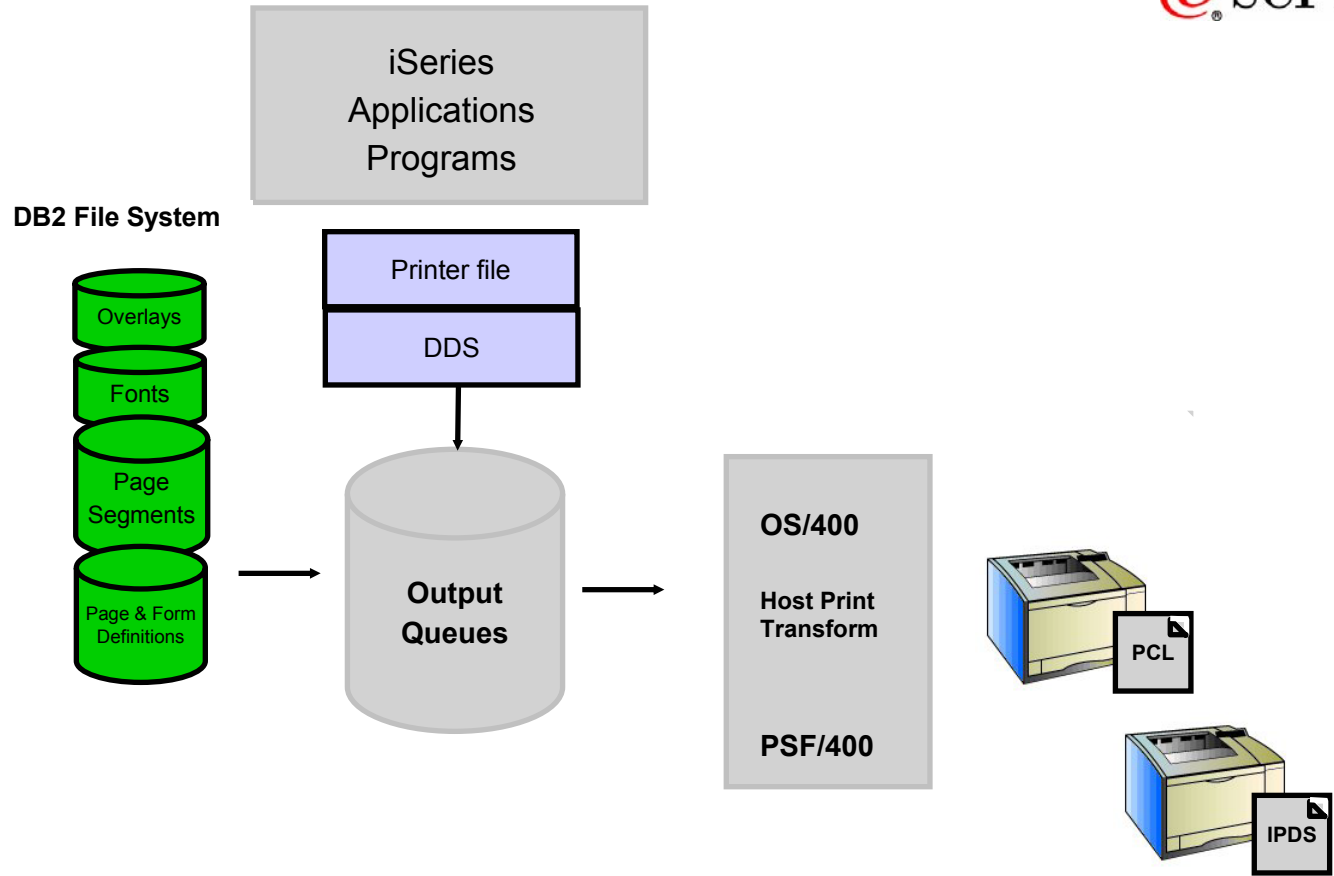 iSeries
Applications
Programs
DB2 File System
Printer file
DDS
Overlays
Fonts
Page
Segments
Page & Form
Definitions
Output
Queues
OS/400
Host Print
Transform
PSF/400
PCL
IPDS